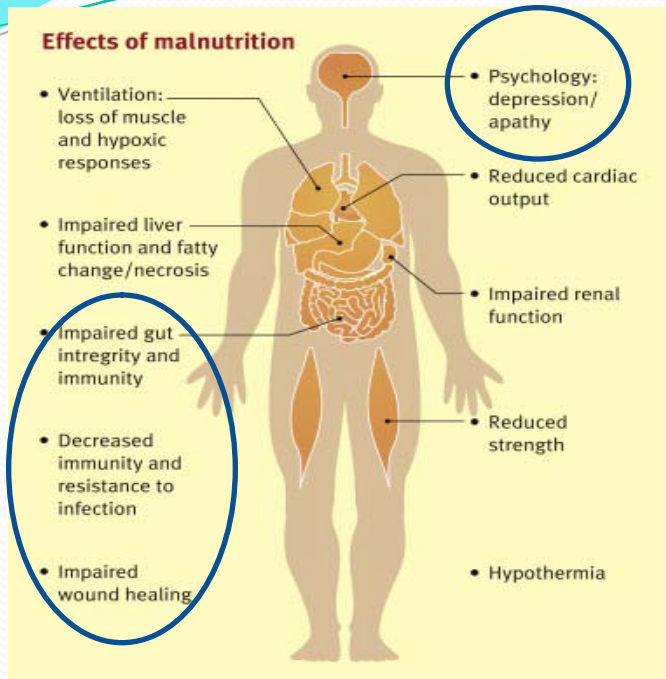 Effects of malnutrition
• Ventilation:
loss of muscle
and hypoxic
responses
• Impaired liver
function and fatty
change/necrosis
• Impaired gut
intregrity and
immunity
• Decreased
immunity and
resistance to
infection
• Impaired
wound healing
• Psychology:
depression/
apathy
• Reduced cardiac
output
• Impaired renal
function
• Reduced
strength
• Hypothermia